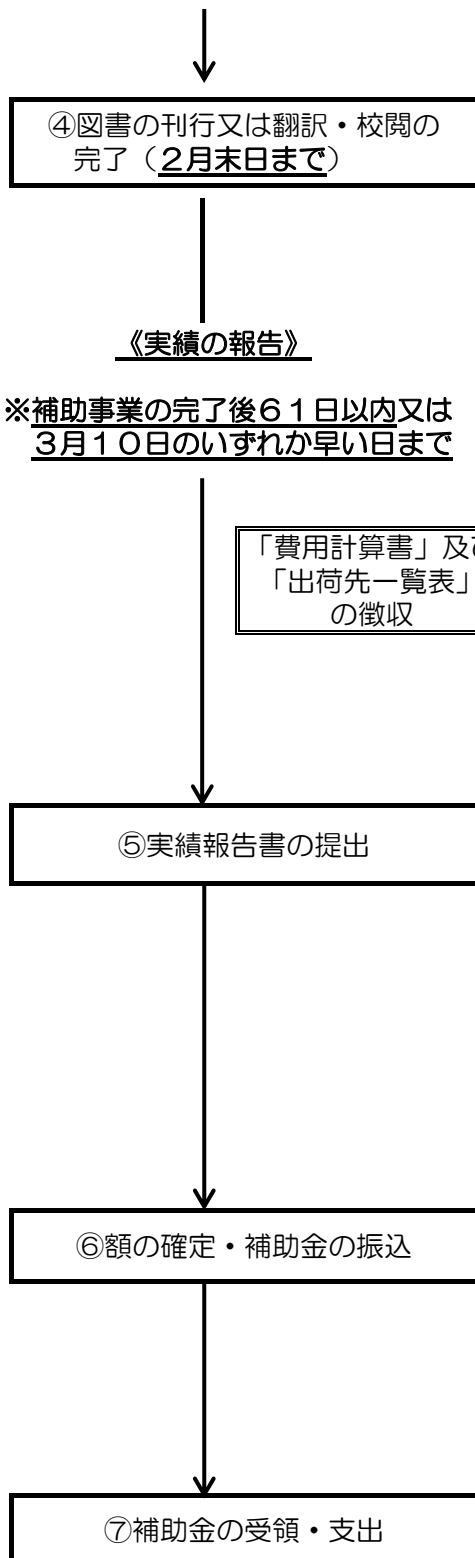 ④図書の刊行又は翻訳・校閲の
完了（２月末日まで）
《実績の報告》
※補助事業の完了後６１日以内又は
３月１０日のいずれか早い日まで
「費用計算書」及
「出荷先一覧表」
の徴収
⑤実績報告書の提出
⑥額の確定・補助金の振込
⑦補助金の受領・支出